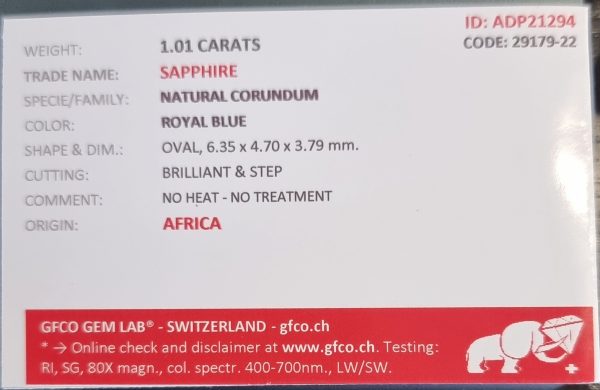 ID: ADP21294
CODE: 29179-22
WEIGHT: 1.01 CARATS
TRADE NAME: SAPPHIRE
SPECIE/FAMILY: NATURAL CORUNDUM
COLOR: ROYAL BLUE
SHAPE & DIM.: OVAL, 6.35 x 4.70 x 3.79 mm.
CUTTING: BRILLIANT & STEP
COMMENT: NO HEAT - NO TREATMENT
ORIGIN: AFRICA
GFCO GEM LAB® - SWITZERLAND - gfco.ch
* → Online check and disclaimer at www.gfco.ch. Testing:
RI, SG, 80X magn., col. spectr. 400-700nm., LW/SW.